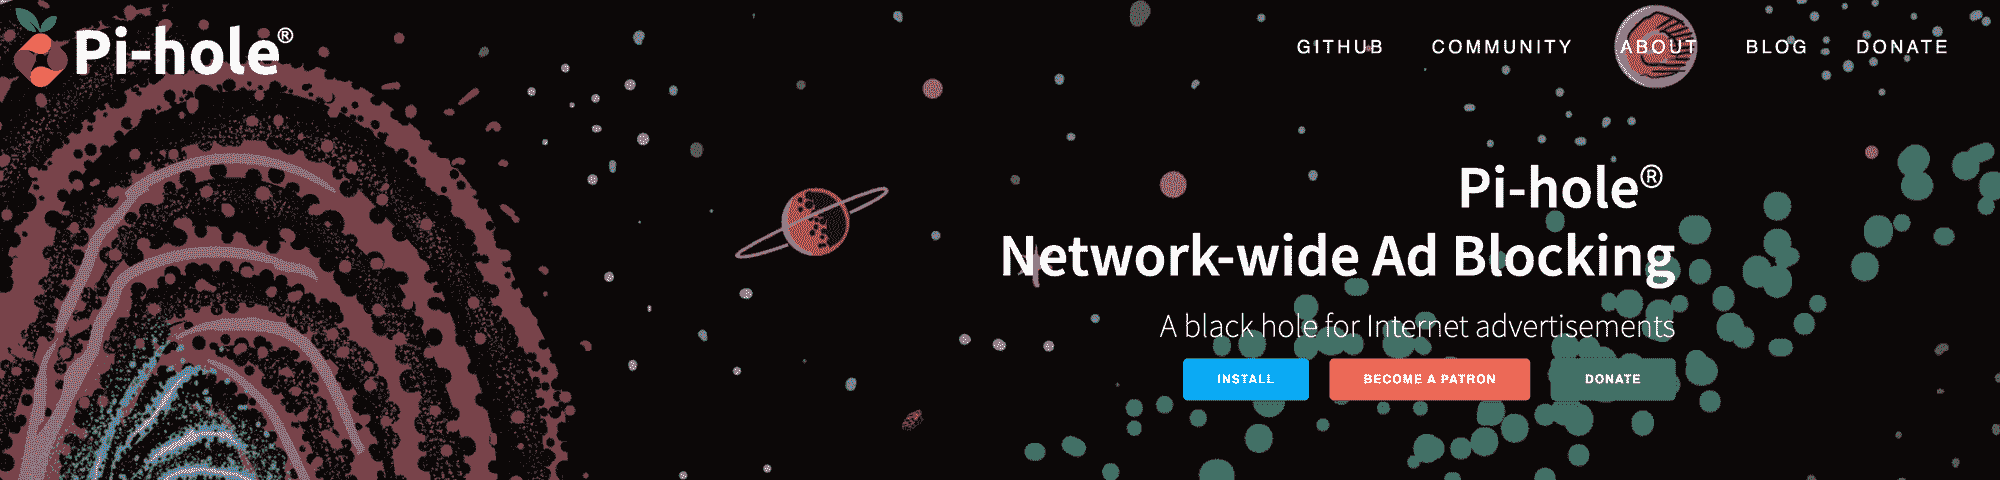 Pi-hole®
GITHUB COMMUNITY ABOUT BLOG DONATE
Pi-hole®
Network-wide Ad Blocking
A black hole for Internet advertisements
INSTALL BECOME A PATRON DONATE